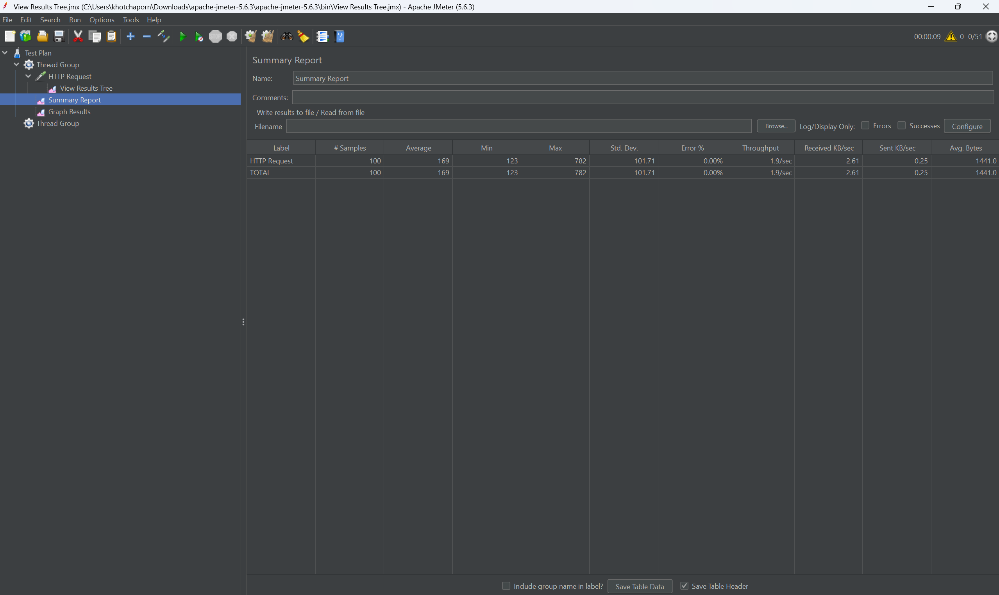 View Results Tree.jmx (C:\Users\khotchaporn\Downloads\apache-jmeter-5.6.3\apache-jmeter-5.6.3\bin\View Results Tree.jmx) - Apache JMeter (5.6.3)
File Edit Search Run Options Tools Help
STOP
?
00:00:09 0 0/51
Test Plan
Thread Group
HTTP Request
View Results Tree
Summary Report
Graph Results
Thread Group
Summary Report
Name: Summary Report
Comments:
Write results to file / Read from file
Filename Browse... Log/Display Only: Errors Successes Configure
Label # Samples Average Min Max Std. Dev. Error % Throughput Received KB/sec Sent KB/sec Avg. Bytes
HTTP Request 100 169 123 782 101.71 0.00% 1.9/sec 2.61 0.25 1441.0
TOTAL 100 169 123 782 101.71 0.00% 1.9/sec 2.61 0.25 1441.0
Include group name in label? Save Table Data Save Table Header